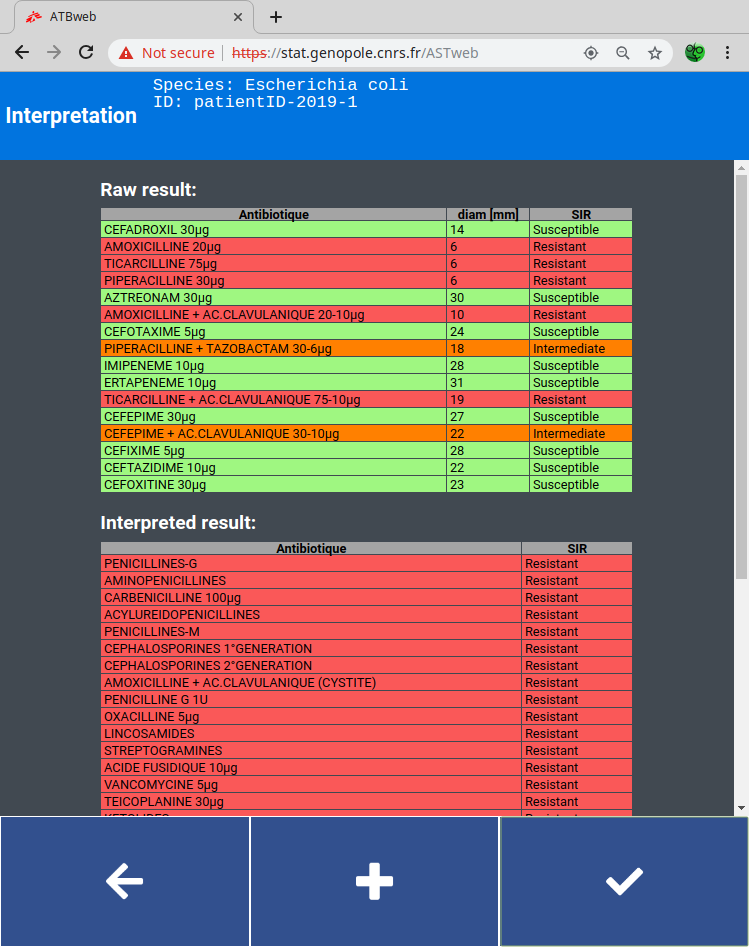 ATBweb
Not secure | https://stat.genopole.cnrs.fr/ASTweb
Species: Escherichia coli
ID: patientID-2019-1
Interpretation
Raw result:
Antibiotique diam [mm] SIR
CEFADROXIL 30µg 14 Susceptible
AMOXICILLINE 20µg 6 Resistant
TICARCILLINE 75µg 6 Resistant
PIPERACILLINE 30µg 6 Resistant
AZTREONAM 30µg 30 Susceptible
AMOXICILLINE + AC.CLAVULANIQUE 20-10µg 10 Resistant
CEFOTAXIME 5µg 24 Susceptible
PIPERACILLINE + TAZOBACTAM 30-6µg 18 Intermediate
IMIPENEME 10µg 28 Susceptible
ERTAPENEME 10µg 31 Susceptible
TICARCILLINE + AC.CLAVULANIQUE 75-10µg 19 Resistant
CEFEPIME 30µg 27 Susceptible
CEFEPIME + AC.CLAVULANIQUE 30-10µg 22 Intermediate
CEFIXIME 5µg 28 Susceptible
CEFTAZIDIME 10µg 22 Susceptible
CEFOXITINE 30µg 23 Susceptible
Interpreted result:
Antibiotique SIR
PENICILLINES-G Resistant
AMINOPENICILLINES Resistant
CARBENICILLINE 100µg Resistant
ACYLUREIDOPENICILLINES Resistant
PENICILLINES-M Resistant
CEPHALOSPORINES 1°GENERATION Resistant
CEPHALOSPORINES 2°GENERATION Resistant
AMOXICILLINE + AC.CLAVULANIQUE (CYSTITE) Resistant
PENICILLINE G 1U Resistant
OXACILLINE 5µg Resistant
LINCOSAMIDES Resistant
STREPTOGRAMINES Resistant
ACIDE FUSIDIQUE 10µg Resistant
VANCOMYCINE 5µg Resistant
TEICOPLANINE 30µg Resistant